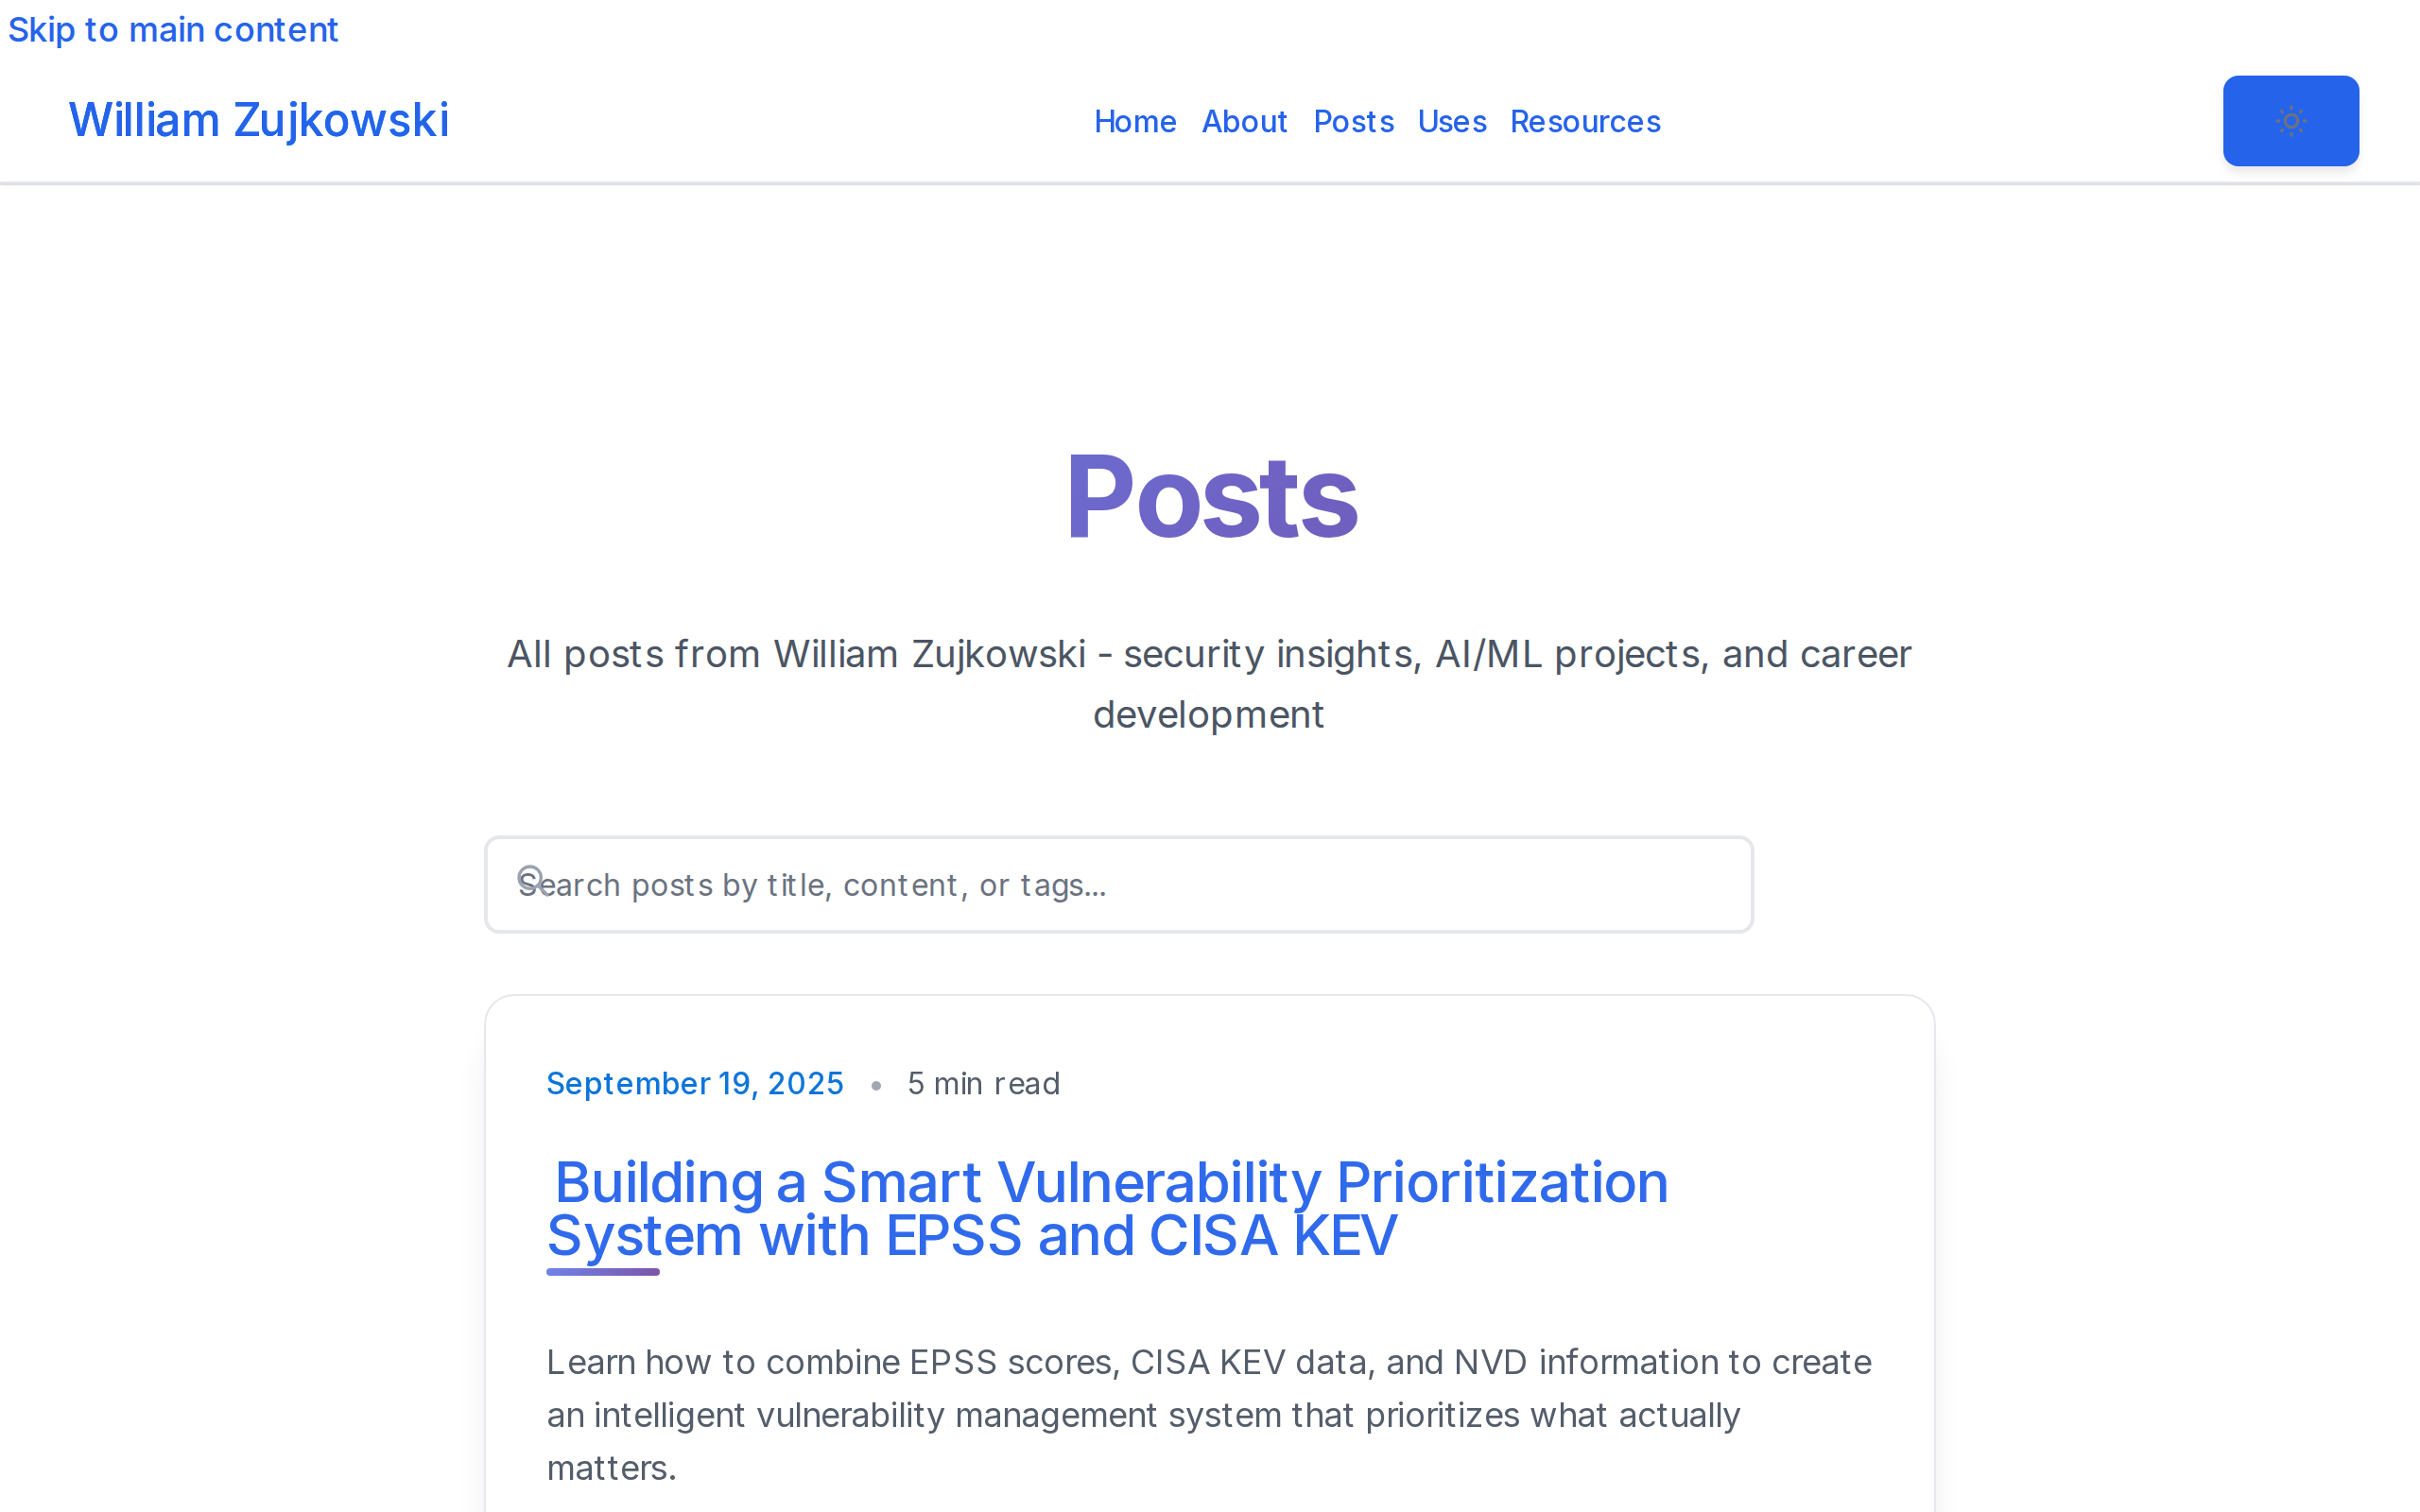 Skip to main content
William Zujkowski
Home About Posts Uses Resources
Posts
All posts from William Zujkowski - security insights, AI/ML projects, and career
development
Search posts by title, content, or tags...
September 19, 2025 • 5 min read
Building a Smart Vulnerability Prioritization
System with EPSS and CISA KEV
Learn how to combine EPSS scores, CISA KEV data, and NVD information to create
an intelligent vulnerability management system that prioritizes what actually
matters.